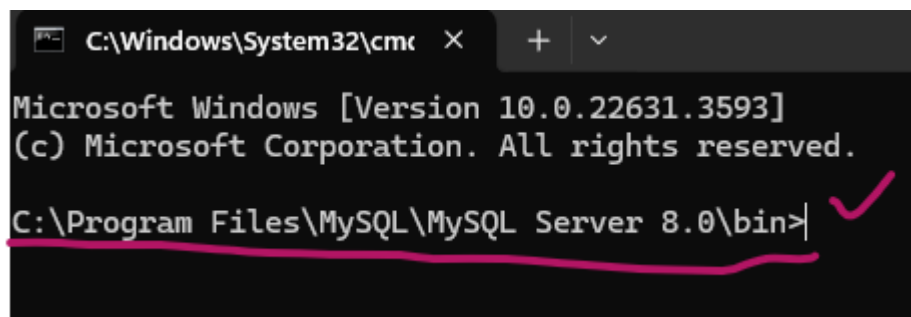 C:\Windows\System32\cmc
Microsoft Windows [Version 10.0.22631.3593]
(c) Microsoft Corporation. All rights reserved.
C:\Program Files\MySQL\MySQL Server 8.0\bin>